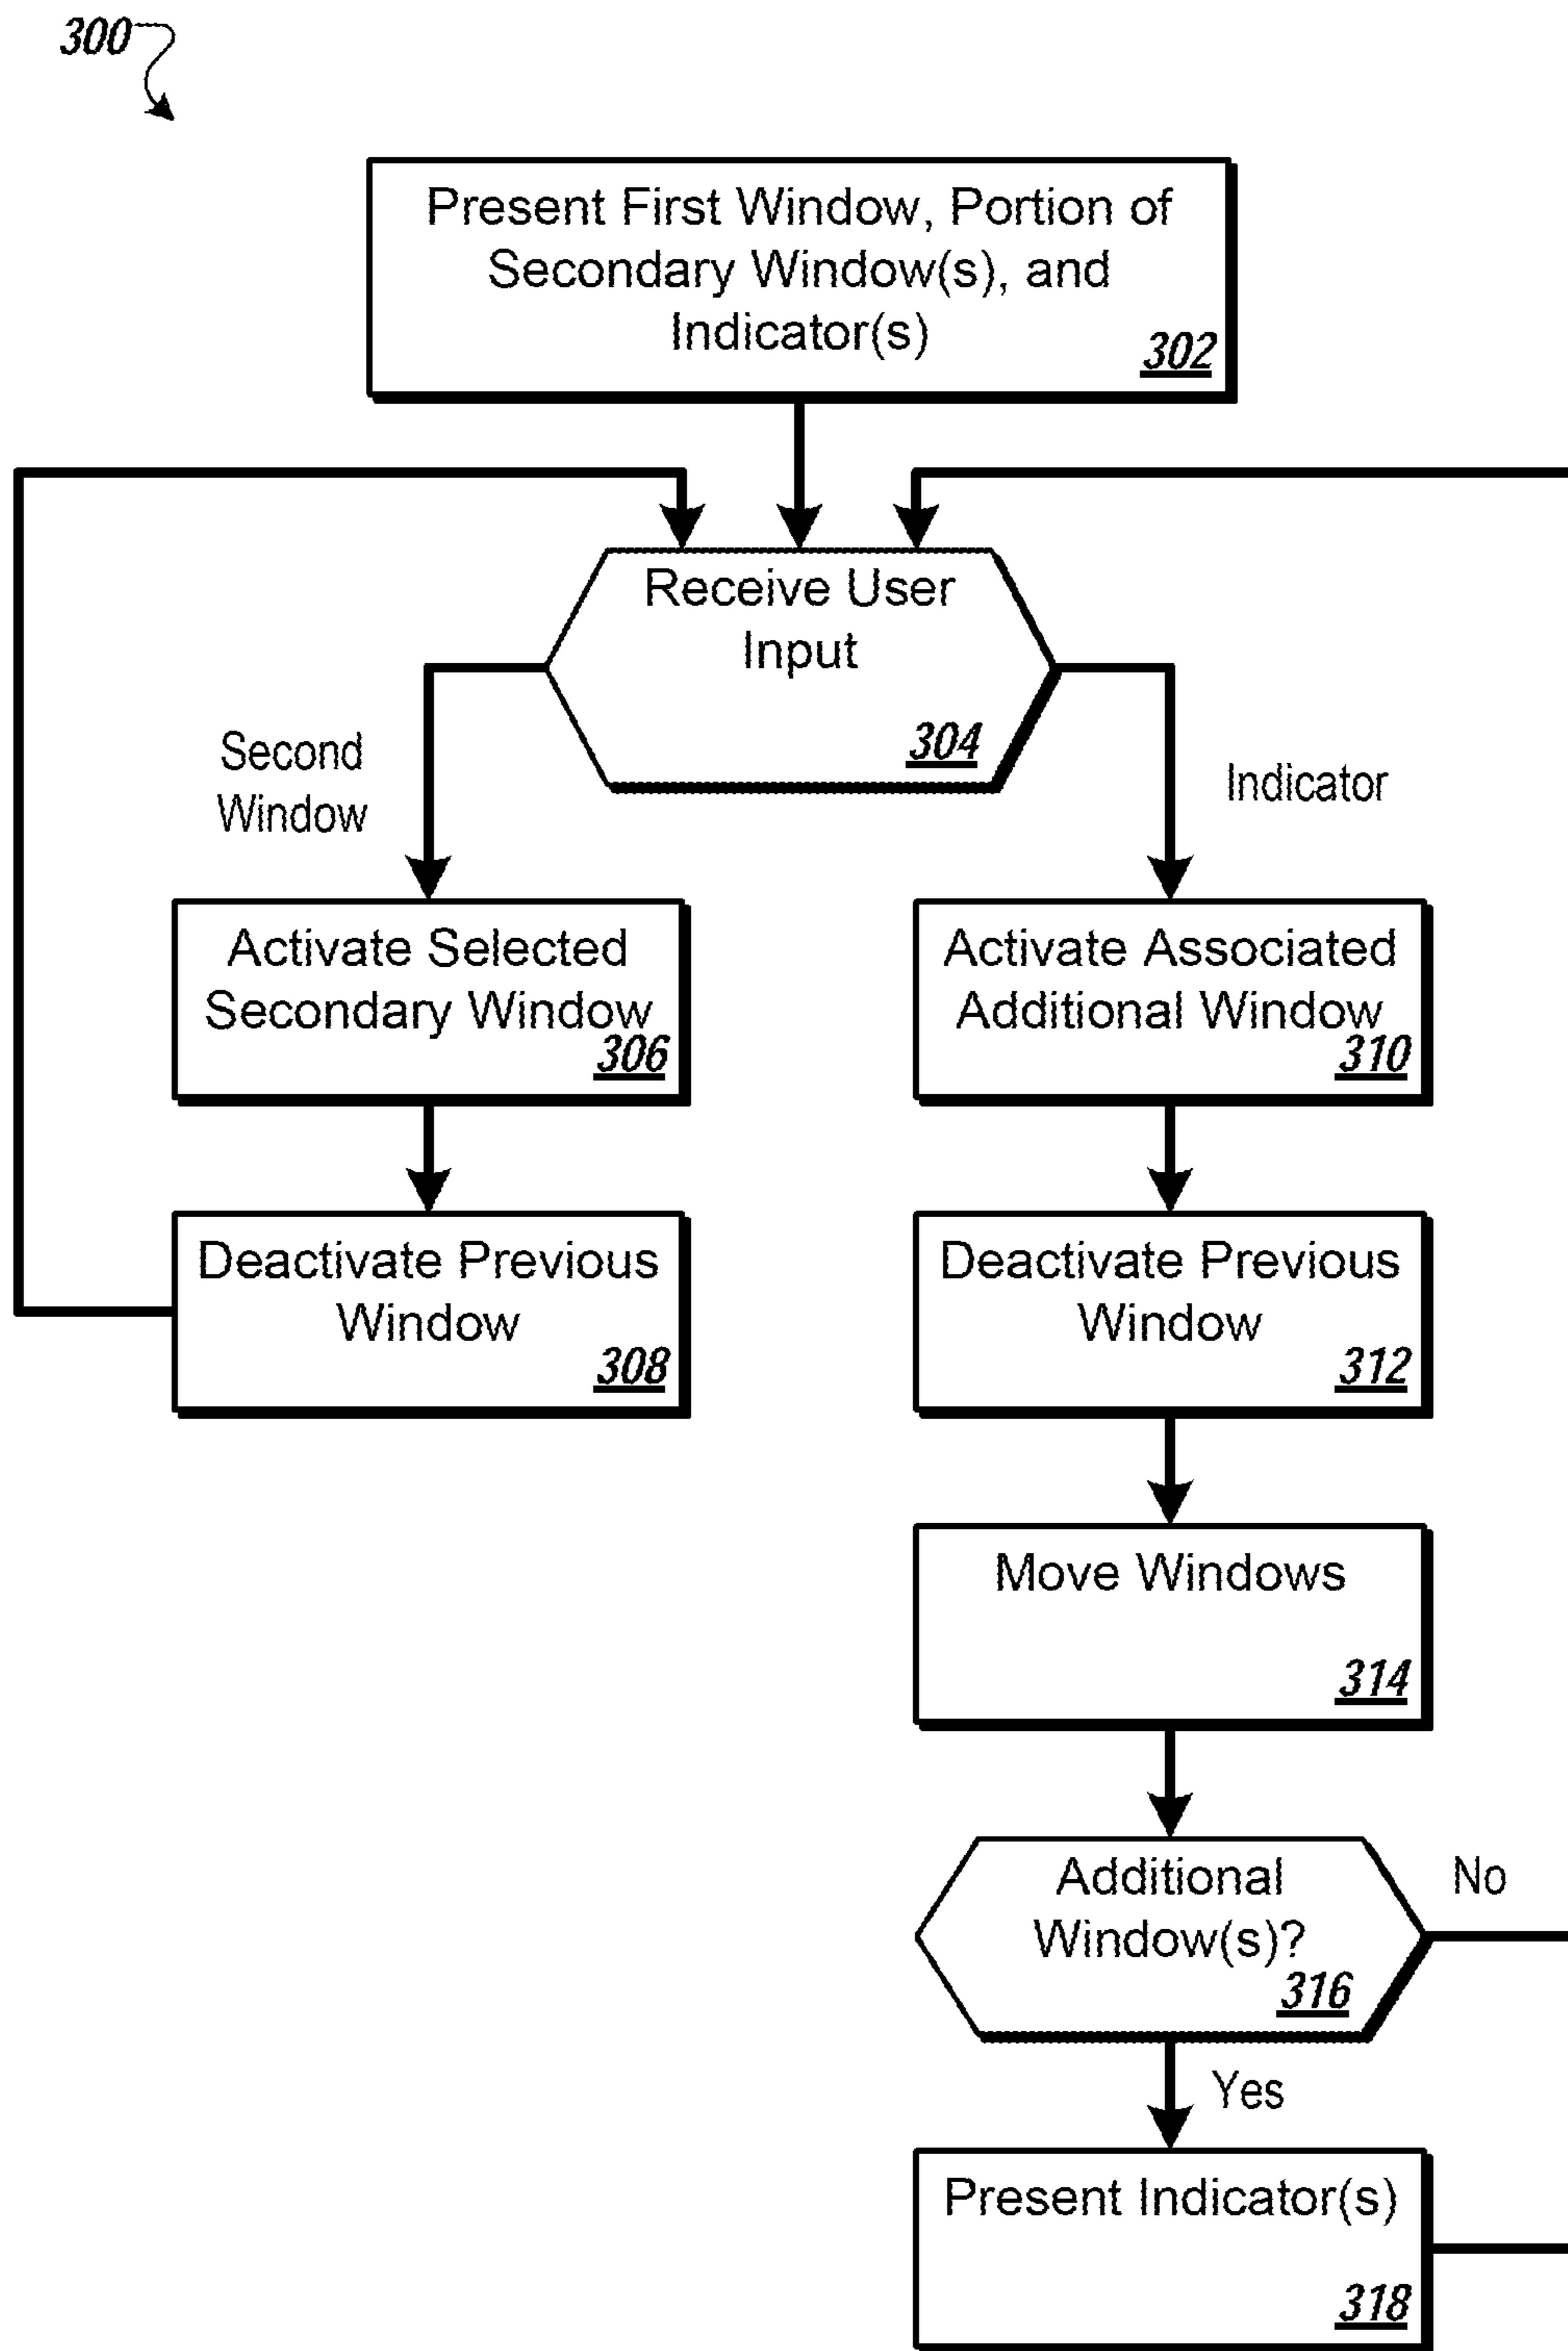 300
Present First Window, Portion of
Secondary Window(s), and
Indicator(s)
302
Receive User
Input
304
Second
Window
Indicator
Activate Selected
Secondary Window
306
Activate Associated
Additional Window
310
Deactivate Previous
Window
308
Deactivate Previous
Window
312
Move Windows
314
Additional
Window(s)?
316
No
Yes
Present Indicator(s)
318